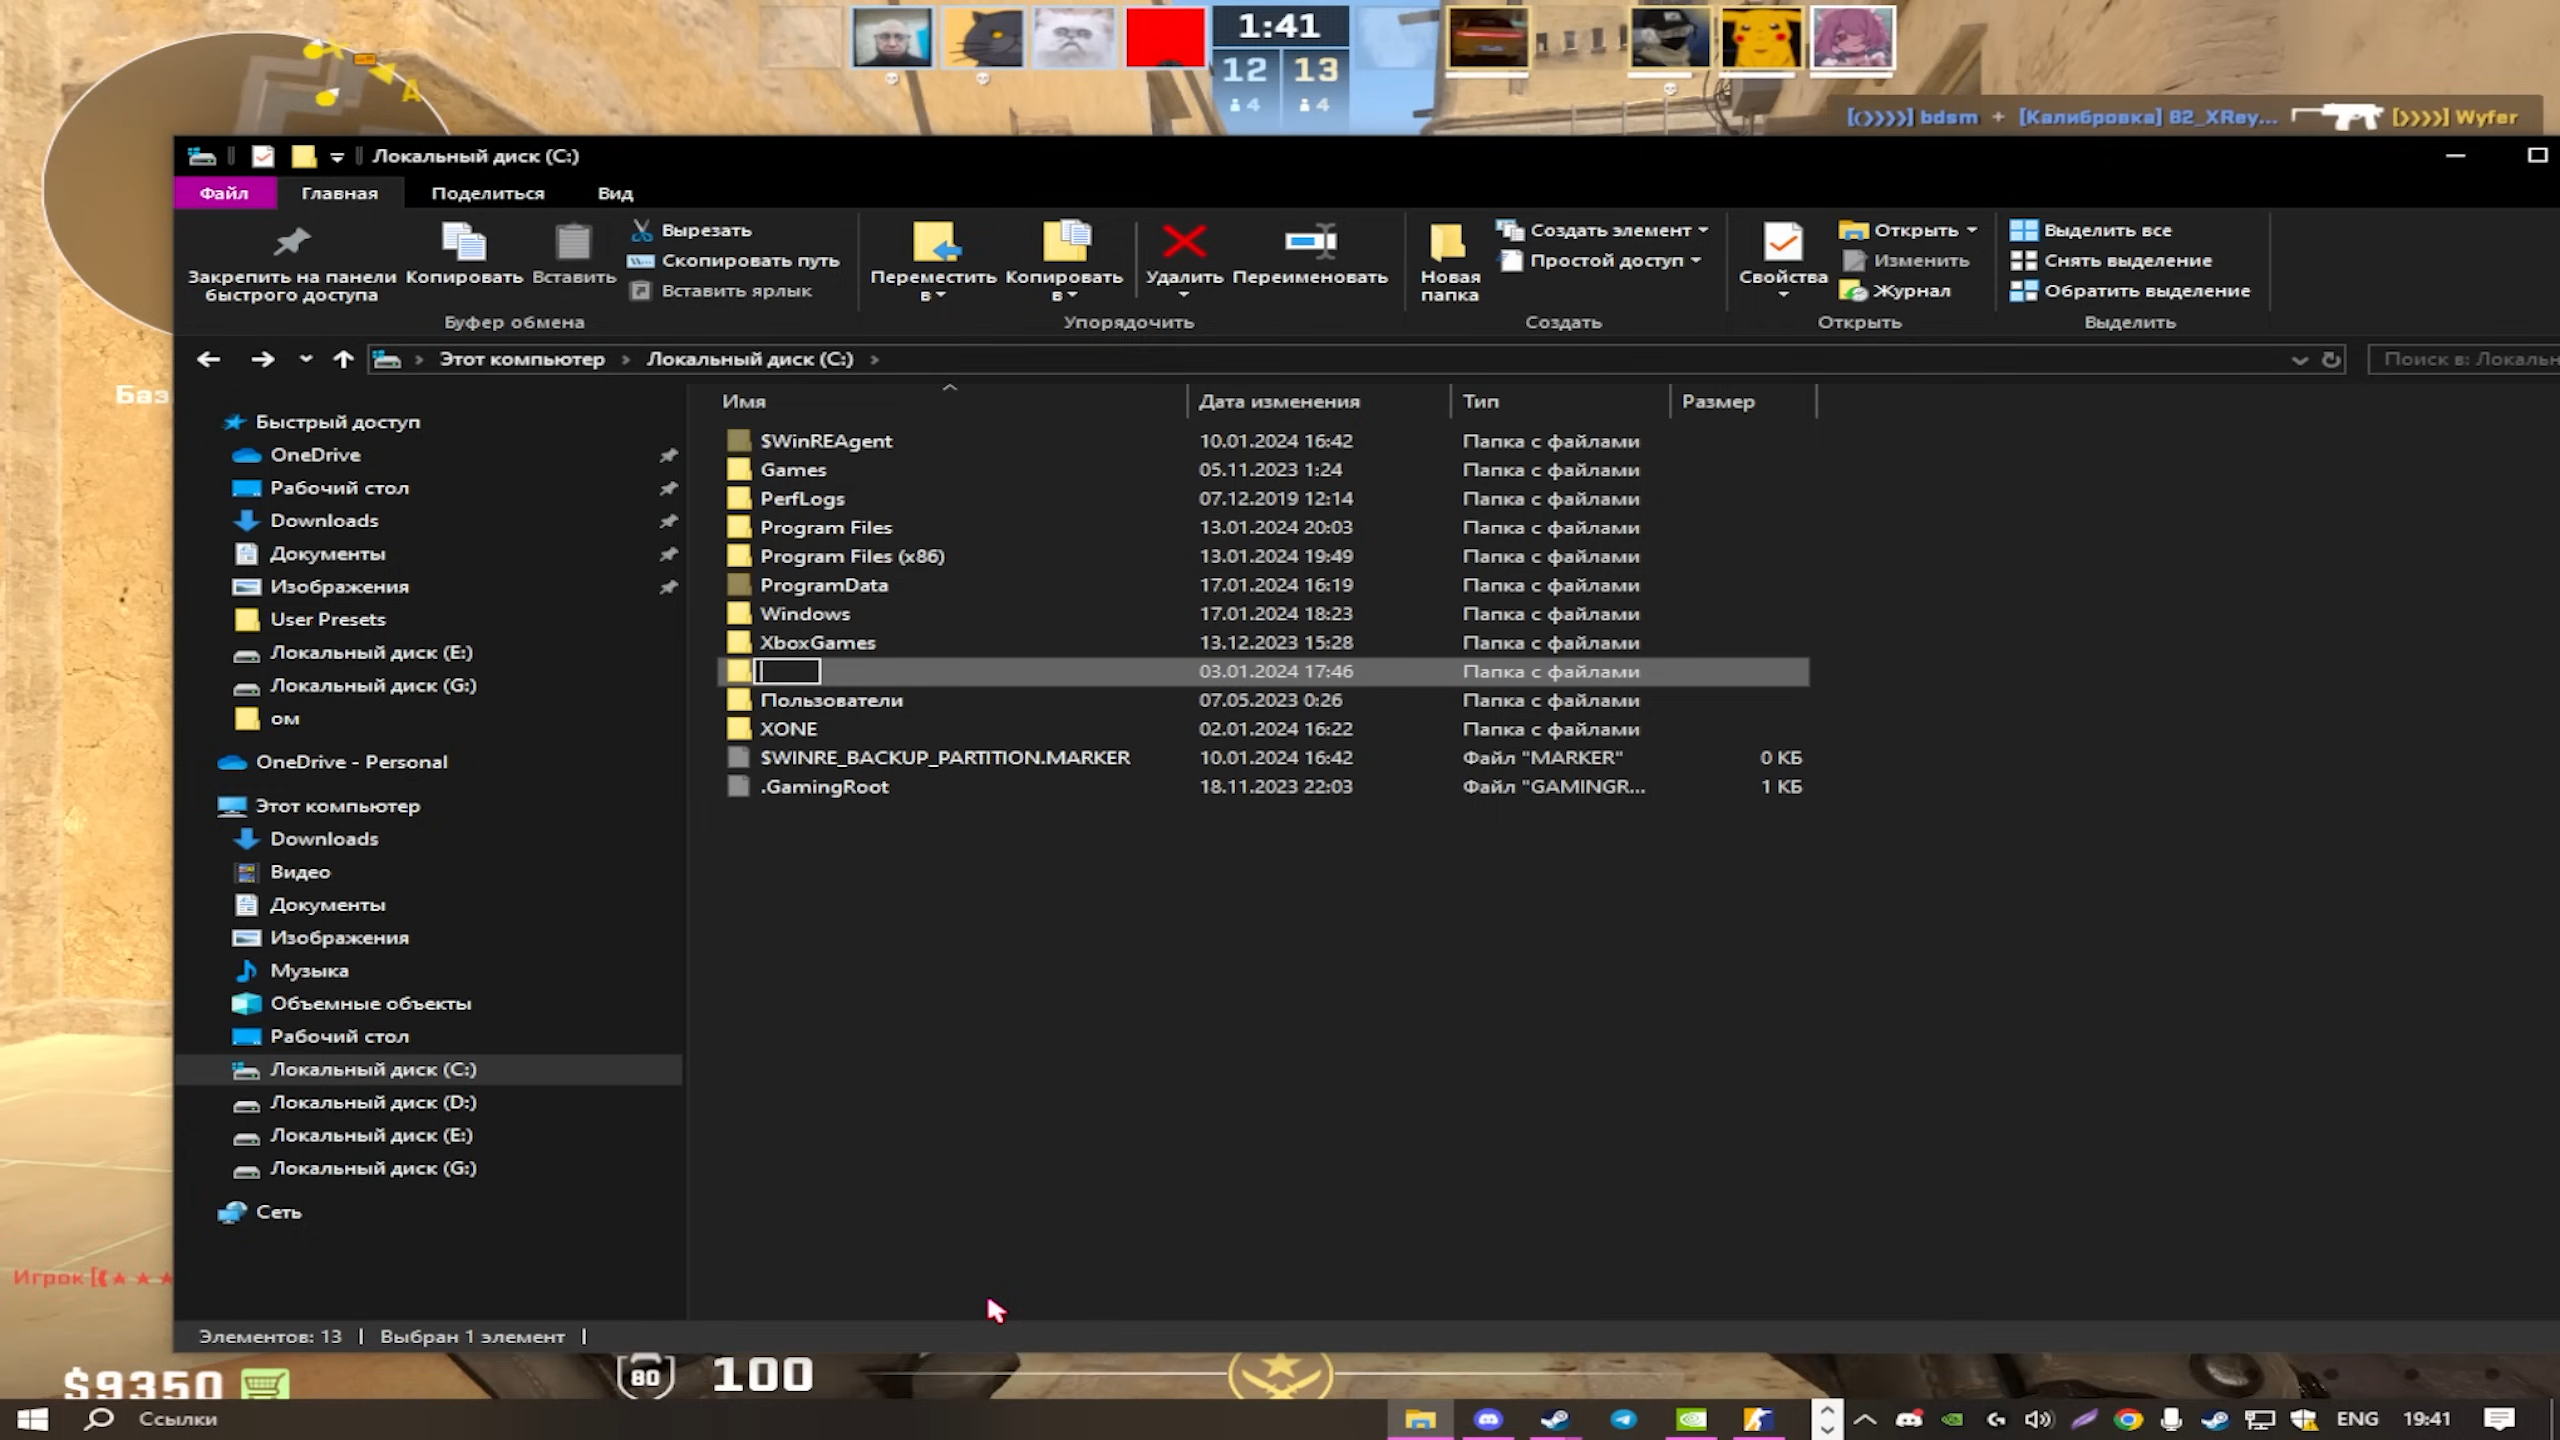 1:41
12 13
4 4
A
[❨❭❭❭❭] bdsm + [Калибровка] 82_XRey... [❭❭❭❭] Wyfer
Локальный диск (C:)
Файл Главная Поделиться Вид
Закрепить на панели быстрого доступа
Копировать
Вставить
Вырезать
Скопировать путь
Вставить ярлык
Буфер обмена
Переместить в
Копировать в
Удалить
Переименовать
Упорядочить
Новая папка
Создать элемент
Простой доступ
Создать
Свойства
Открыть
Изменить
Журнал
Открыть
Выделить все
Снять выделение
Обратить выделение
Выделить
Этот компьютер › Локальный диск (C:) ›
Поиск в: Локальн
Баз
Быстрый доступ
OneDrive
Рабочий стол
Downloads
Документы
Изображения
User Presets
Локальный диск (E:)
Локальный диск (G:)
ом
OneDrive - Personal
Этот компьютер
Downloads
Видео
Документы
Изображения
Музыка
Объемные объекты
Рабочий стол
Локальный диск (C:)
Локальный диск (D:)
Локальный диск (E:)
Локальный диск (G:)
Сеть
Имя Дата изменения Тип Размер
$WinREAgent 10.01.2024 16:42 Папка с файлами
Games 05.11.2023 1:24 Папка с файлами
PerfLogs 07.12.2019 12:14 Папка с файлами
Program Files 13.01.2024 20:03 Папка с файлами
Program Files (x86) 13.01.2024 19:49 Папка с файлами
ProgramData 17.01.2024 16:19 Папка с файлами
Windows 17.01.2024 18:23 Папка с файлами
XboxGames 13.12.2023 15:28 Папка с файлами
03.01.2024 17:46 Папка с файлами
Пользователи 07.05.2023 0:26 Папка с файлами
XONE 02.01.2024 16:22 Папка с файлами
$WINRE_BACKUP_PARTITION.MARKER 10.01.2024 16:42 Файл "MARKER" 0 КБ
.GamingRoot 18.11.2023 22:03 Файл "GAMINGR... 1 КБ
Игрок [❨★ ★ ★
Элементов: 13 Выбран 1 элемент
$9350
80 100
Ссылки
ENG 19:41